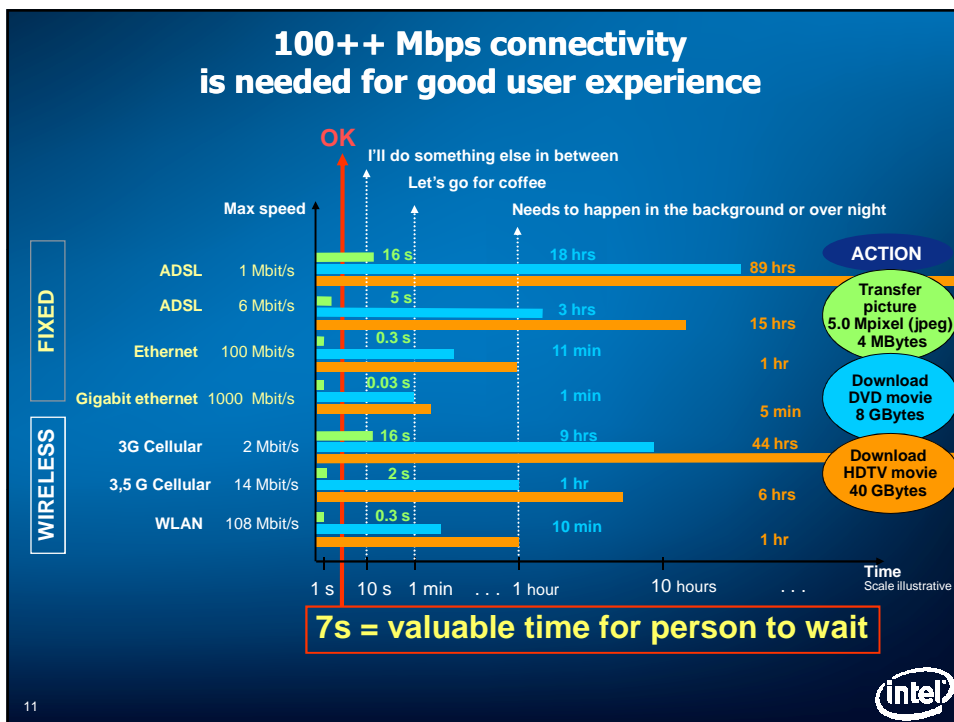 100++ Mbps connectivity
is needed for good user experience
OK
I'll do something else in between
Let's go for coffee
Max speed
Needs to happen in the background or over night
FIXED
ADSL 1 Mbit/s
16 s
18 hrs
89 hrs
ADSL 6 Mbit/s
5 s
3 hrs
15 hrs
Ethernet 100 Mbit/s
0.3 s
11 min
1 hr
Gigabit ethernet 1000 Mbit/s
0.03 s
1 min
5 min
WIRELESS
3G Cellular 2 Mbit/s
16 s
9 hrs
44 hrs
3,5 G Cellular 14 Mbit/s
2 s
1 hr
6 hrs
WLAN 108 Mbit/s
0.3 s
10 min
1 hr
ACTION
Transfer
picture
5.0 Mpixel (jpeg)
4 MBytes
Download
DVD movie
8 GBytes
Download
HDTV movie
40 GBytes
1 s 10 s 1 min . . . 1 hour 10 hours . . .
Time
Scale illustrative
7s = valuable time for person to wait
11
intel